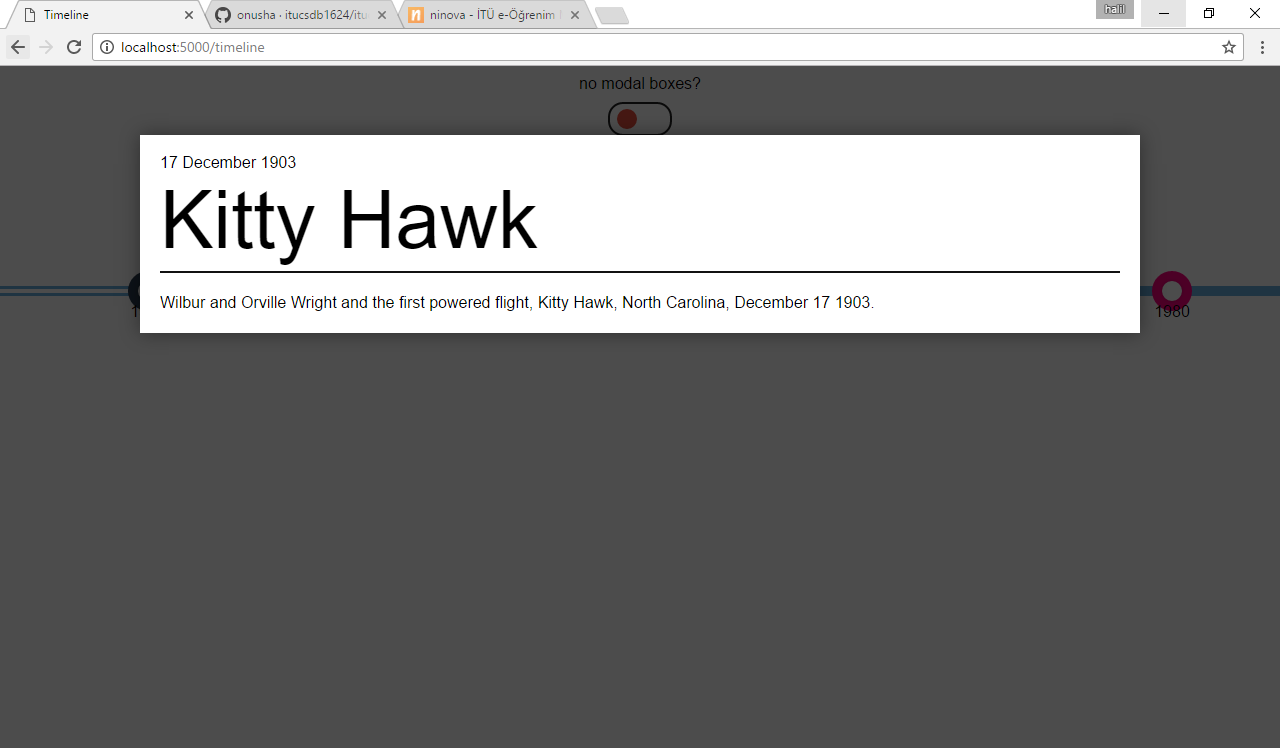 Timeline
onusha · itucsdb1624/itu
ninova - İTÜ e-Öğrenim
halil
localhost:5000/timeline
no modal boxes?
17 December 1903
Kitty Hawk
Wilbur and Orville Wright and the first powered flight, Kitty Hawk, North Carolina, December 17 1903.
1980